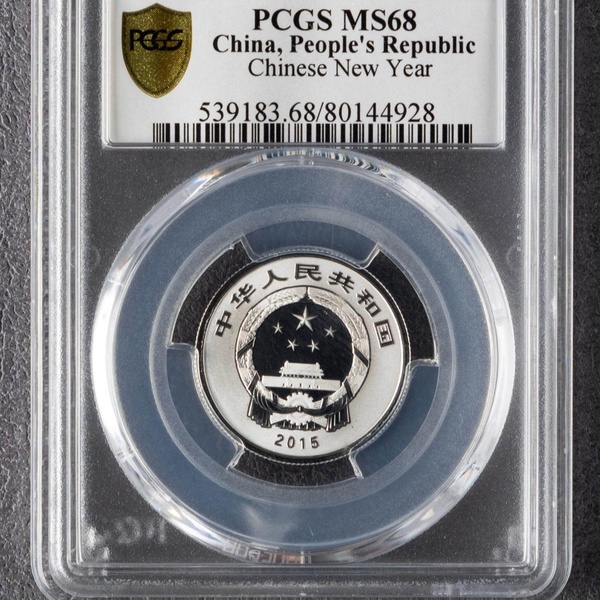 PCGS
PCGS MS68
China, People's Republic
Chinese New Year
539183.68/80144928
中华人民共和国
2015